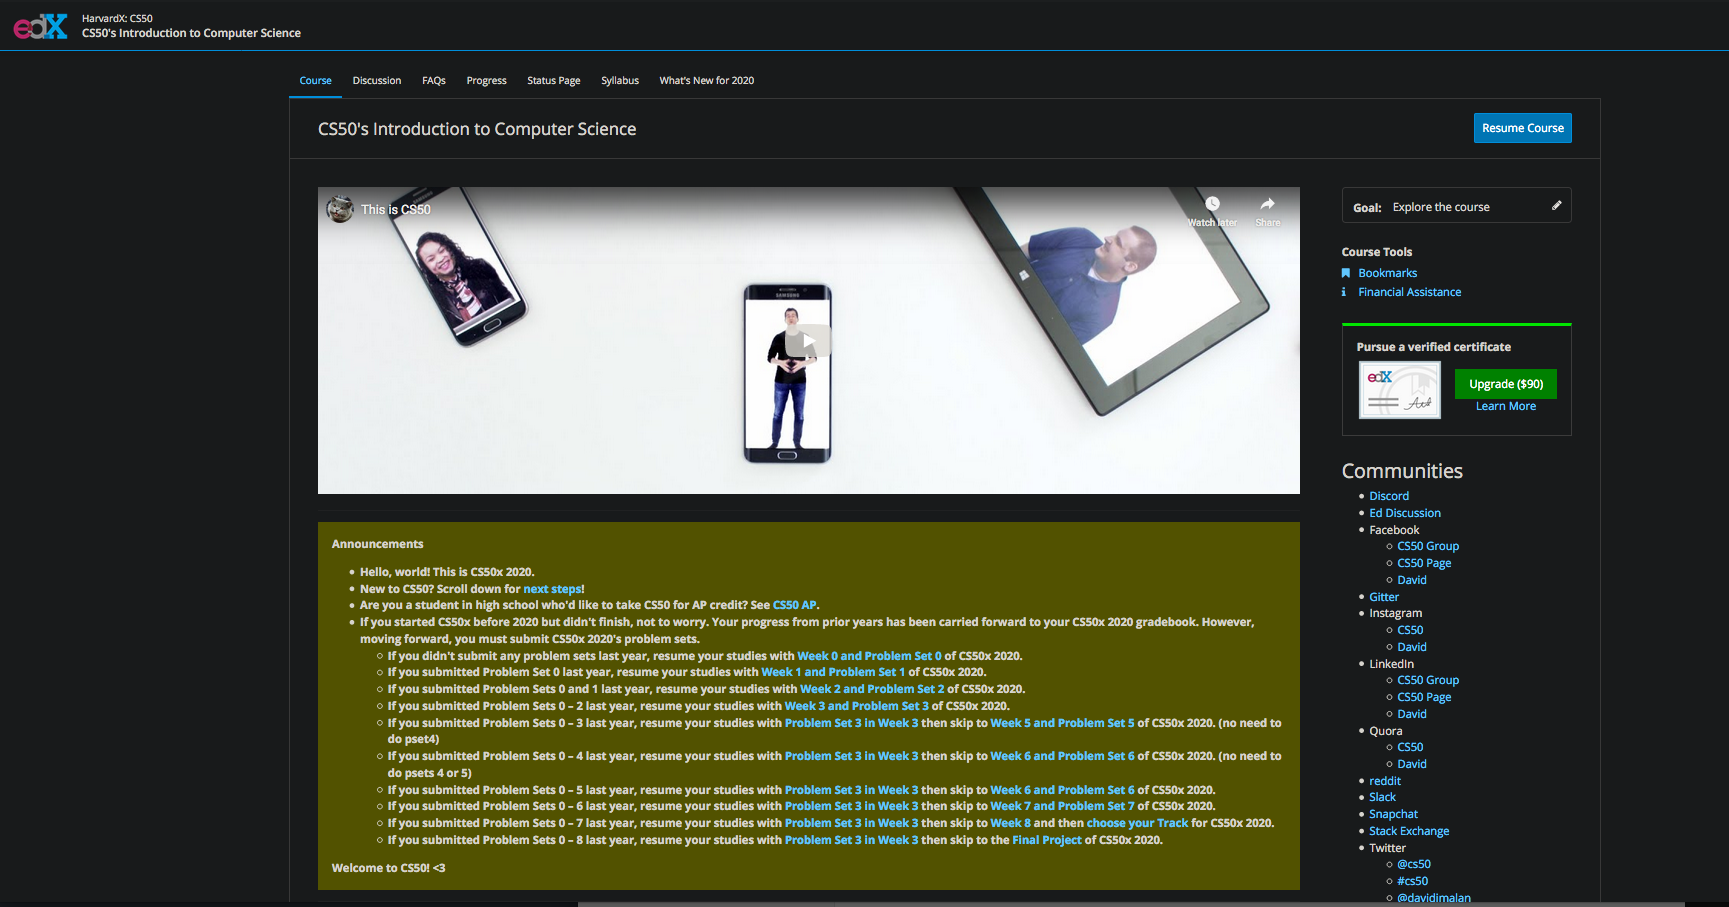 edX
HarvardX: CS50
CS50's Introduction to Computer Science
Course Discussion FAQs Progress Status Page Syllabus What's New for 2020
CS50's Introduction to Computer Science
Resume Course
This is CS50
Watch later Share
SAMSUNG
Goal: Explore the course
Course Tools
Bookmarks
Financial Assistance
Pursue a verified certificate
edX
Upgrade ($90)
Learn More
Announcements
Hello, world! This is CS50x 2020.
New to CS50? Scroll down for next steps!
Are you a student in high school who'd like to take CS50 for AP credit? See CS50 AP.
If you started CS50x before 2020 but didn't finish, not to worry. Your progress from prior years has been carried forward to your CS50x 2020 gradebook. However,
moving forward, you must submit CS50x 2020's problem sets.
If you didn't submit any problem sets last year, resume your studies with Week 0 and Problem Set 0 of CS50x 2020.
If you submitted Problem Set 0 last year, resume your studies with Week 1 and Problem Set 1 of CS50x 2020.
If you submitted Problem Sets 0 and 1 last year, resume your studies with Week 2 and Problem Set 2 of CS50x 2020.
If you submitted Problem Sets 0 – 2 last year, resume your studies with Week 3 and Problem Set 3 of CS50x 2020.
If you submitted Problem Sets 0 – 3 last year, resume your studies with Problem Set 3 in Week 3 then skip to Week 5 and Problem Set 5 of CS50x 2020. (no need to
do pset4)
If you submitted Problem Sets 0 – 4 last year, resume your studies with Problem Set 3 in Week 3 then skip to Week 6 and Problem Set 6 of CS50x 2020. (no need to
do psets 4 or 5)
If you submitted Problem Sets 0 – 5 last year, resume your studies with Problem Set 3 in Week 3 then skip to Week 6 and Problem Set 6 of CS50x 2020.
If you submitted Problem Sets 0 – 6 last year, resume your studies with Problem Set 3 in Week 3 then skip to Week 7 and Problem Set 7 of CS50x 2020.
If you submitted Problem Sets 0 – 7 last year, resume your studies with Problem Set 3 in Week 3 then skip to Week 8 and then choose your Track for CS50x 2020.
If you submitted Problem Sets 0 – 8 last year, resume your studies with Problem Set 3 in Week 3 then skip to the Final Project of CS50x 2020.
Welcome to CS50! <3
Communities
Discord
Ed Discussion
Facebook
CS50 Group
CS50 Page
David
Gitter
Instagram
CS50
David
LinkedIn
CS50 Group
CS50 Page
David
Quora
CS50
David
reddit
Slack
Snapchat
Stack Exchange
Twitter
@cs50
#cs50
@davidjmalan